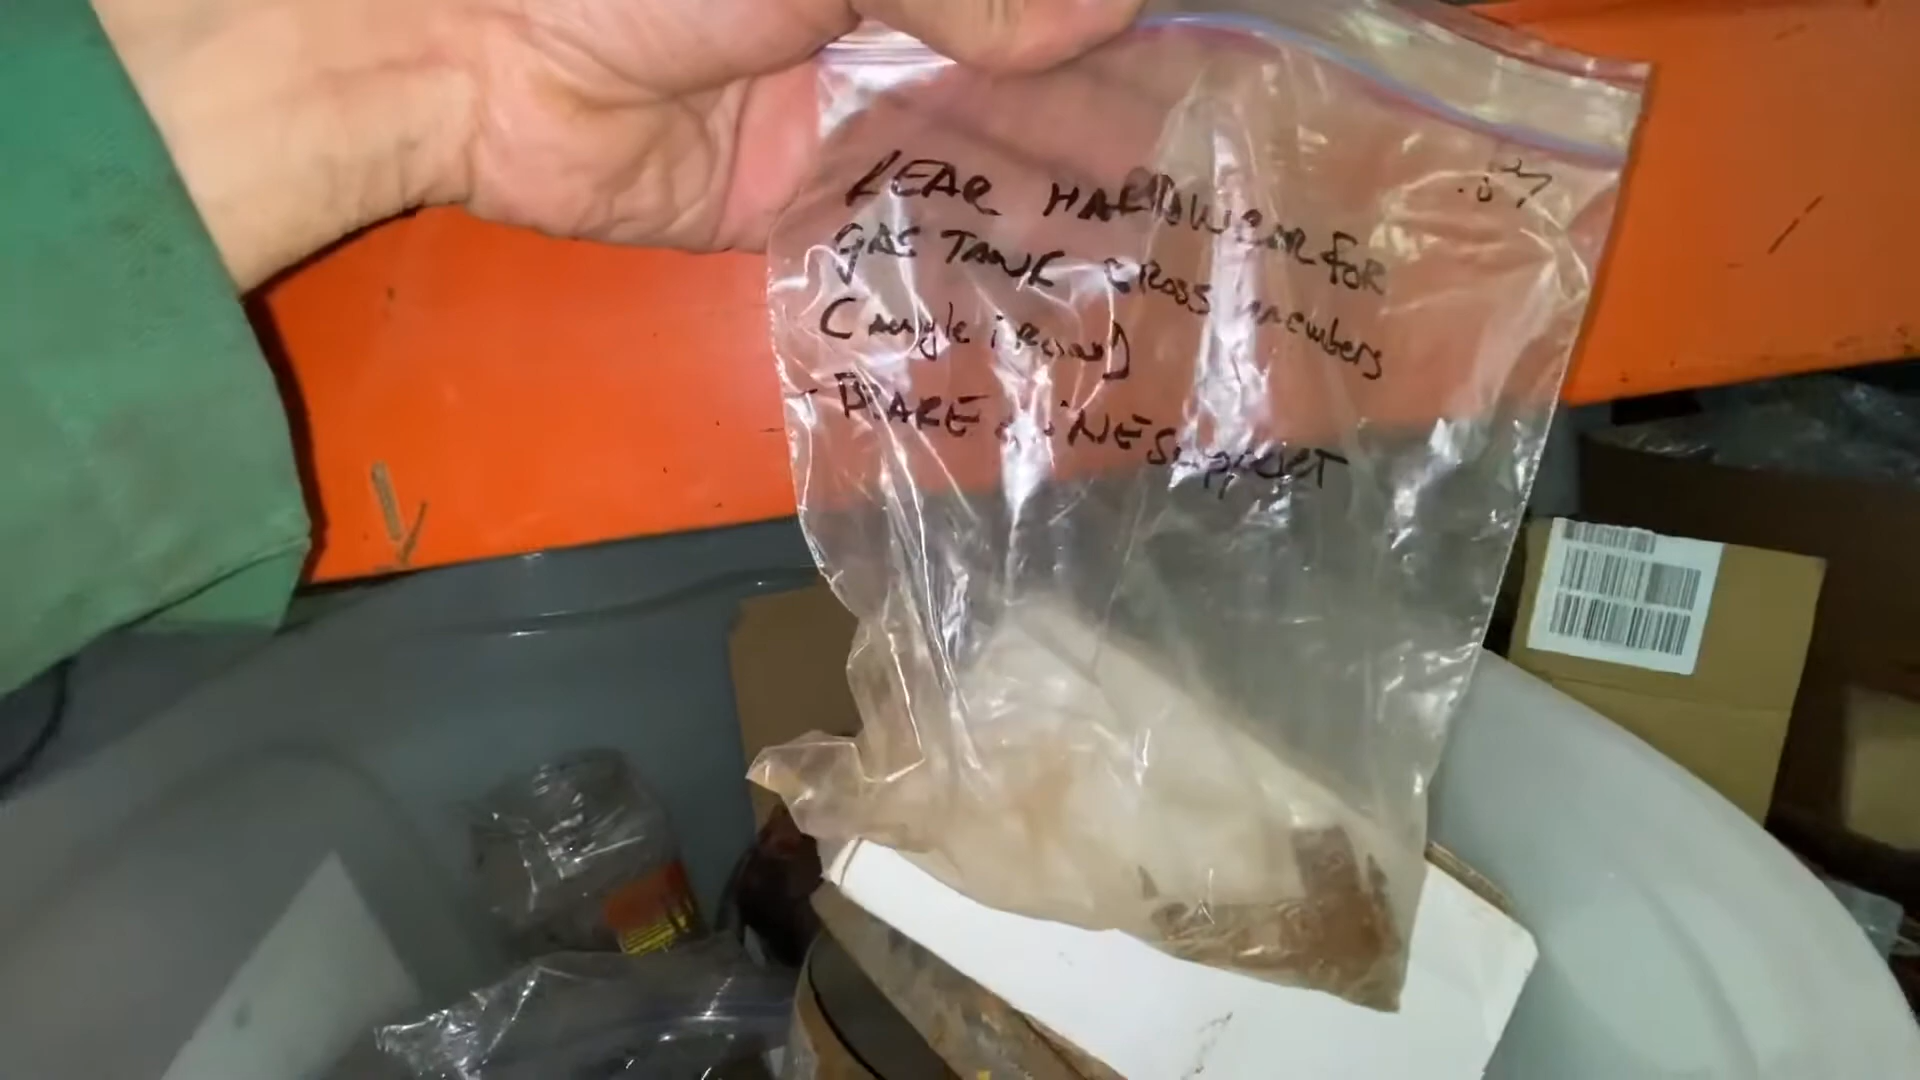 REAR HARDWEAR FOR
GAS TANK CROSS members
(angle iRon)
- BRAKE LINE SUPPORT